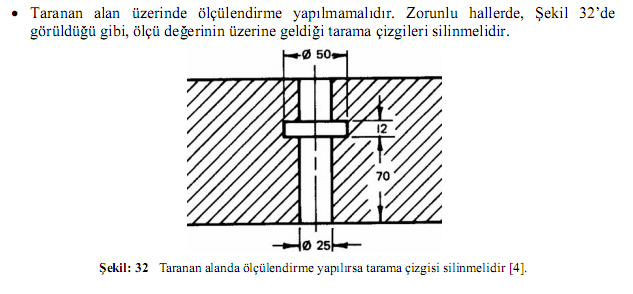 • Taranan alan üzerinde ölçülendirme yapılmamalıdır. Zorunlu hallerde, Şekil 32’de
görüldüğü gibi, ölçü değerinin üzerine geldiği tarama çizgileri silinmelidir.
Ø 50
12
70
Ø 25
Şekil: 32 Taranan alanda ölçülendirme yapılırsa tarama çizgisi silinmelidir [4].